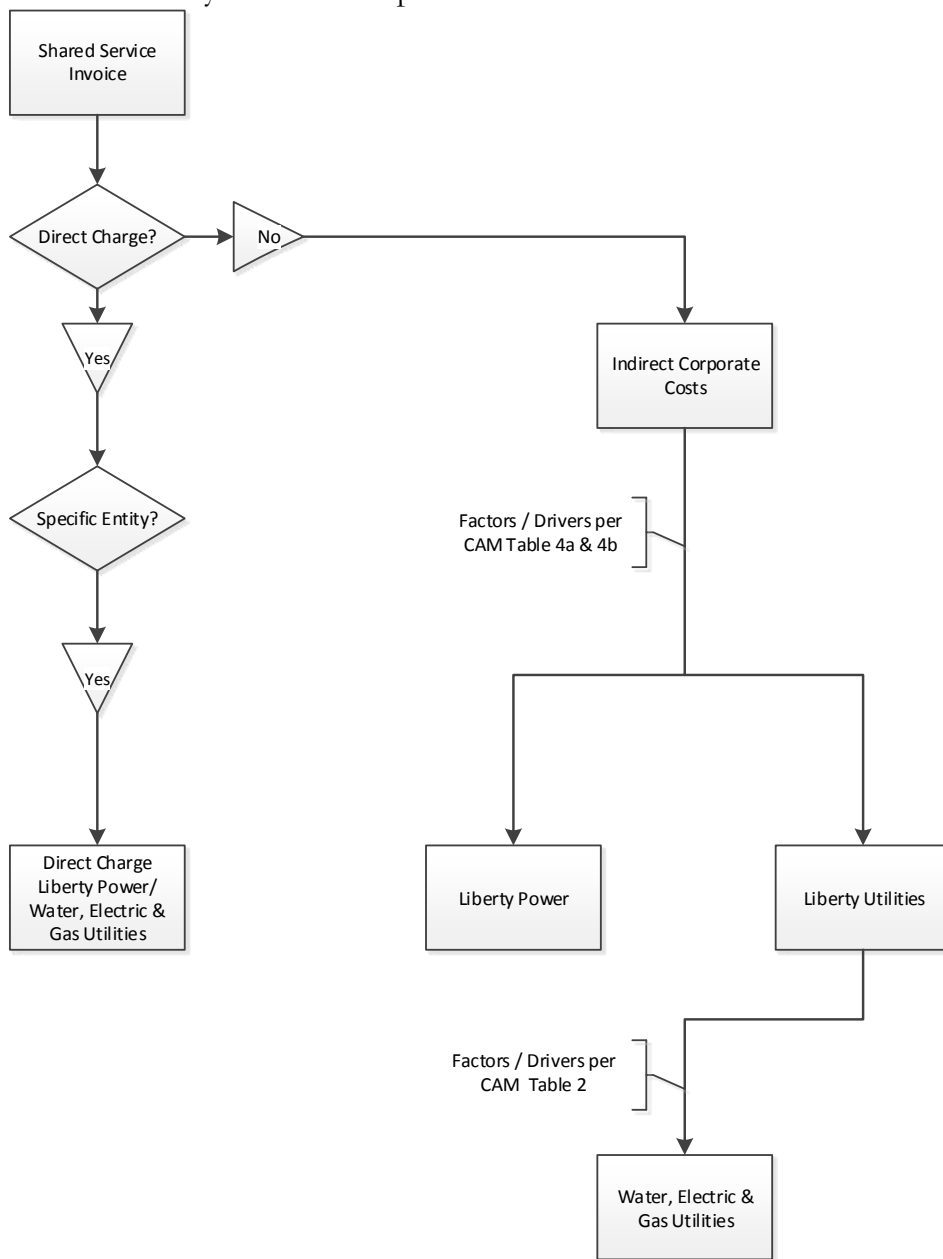 Shared Service
Invoice
Direct Charge?
No
Yes
Indirect Corporate
Costs
Specific Entity?
Factors / Drivers per
CAM Table 4a & 4b
Yes
Direct Charge
Liberty Power/
Water, Electric &
Gas Utilities
Liberty Power
Liberty Utilities
Factors / Drivers per
CAM Table 2
Water, Electric &
Gas Utilities